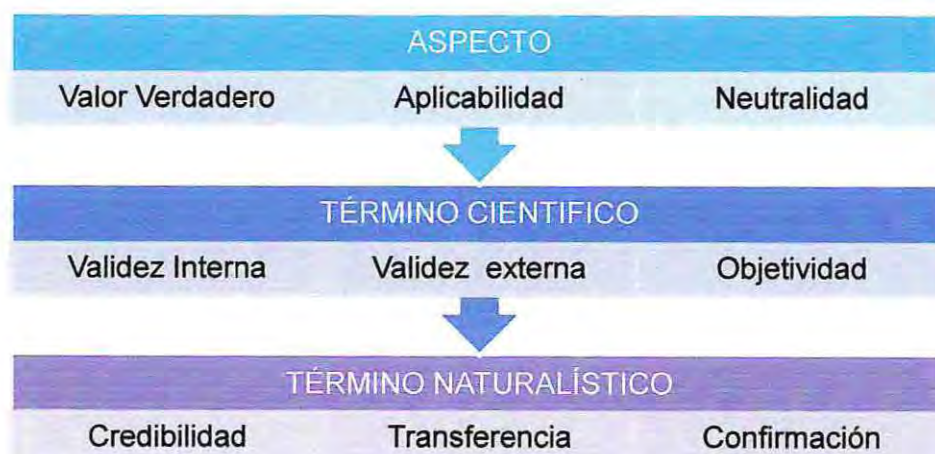 ASPECTO
Valor Verdadero Aplicabilidad Neutralidad
TÉRMINO CIENTIFICO
Validez Interna Validez externa Objetividad
TÉRMINO NATURALÍSTICO
Credibilidad Transferencia Confirmación